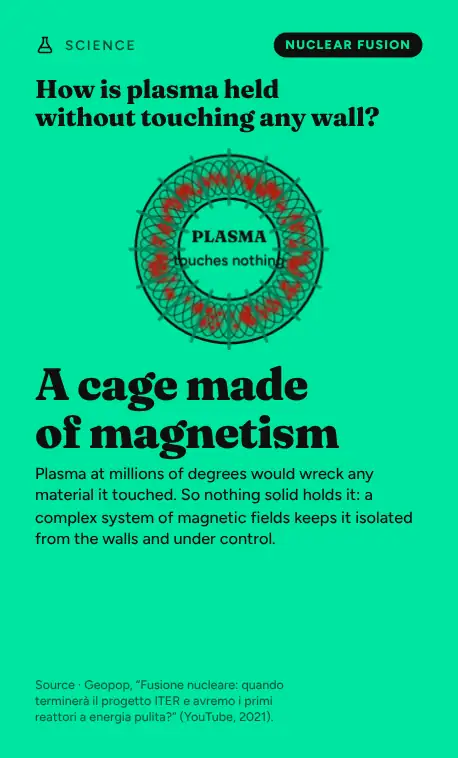 SCIENCE
NUCLEAR FUSION
How is plasma held
without touching any wall?
PLASMA
touches nothing
A cage made
of magnetism
Plasma at millions of degrees would wreck any
material it touched. So nothing solid holds it: a
complex system of magnetic fields keeps it isolated
from the walls and under control.
Source · Geopop, “Fusione nucleare: quando
terminerà il progetto ITER e avremo i primi
reattori a energia pulita?” (YouTube, 2021).